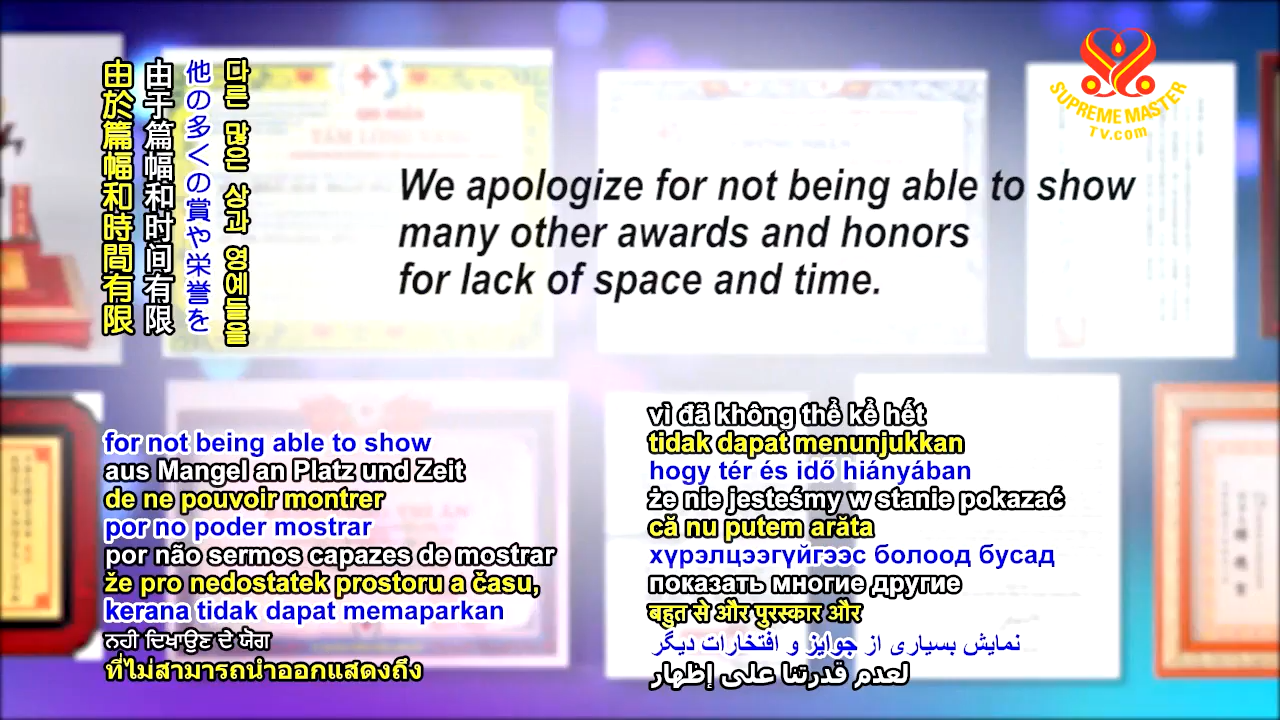 SUPREME MASTER
TV.com
We apologize for not being able to show
many other awards and honors
for lack of space and time.
由於篇幅和時間有限
由于篇幅和时间有限
他の多くの賞や栄誉を
다른 많은 상과 영예들을
for not being able to show
aus Mangel an Platz und Zeit
de ne pouvoir montrer
por no poder mostrar
por não sermos capazes de mostrar
že pro nedostatek prostoru a času,
kerana tidak dapat memaparkan
ਨਹੀ ਦਿਖਾਉਣ ਦੇ ਯੋਗ
ที่ไม่สามารถนำออกแสดงถึง
vì đã không thể kể hết
tidak dapat menunjukkan
hogy tér és idő hiányában
że nie jesteśmy w stanie pokazać
că nu putem arăta
үзүүлж
хүрэлцээгүйгээс болоод бусад
показать многие другие
बहुत से और पुरस्कार और
نمایش بسیاری از جوایز و افتخارات دیگر
لعدم قدرتنا على إظهار